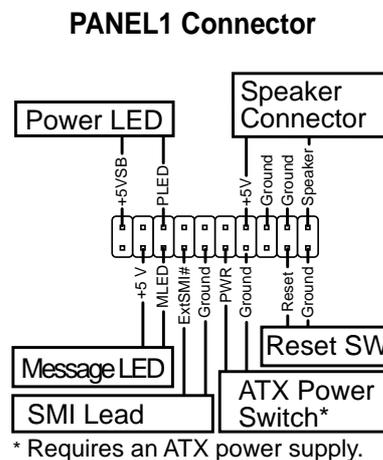 PANEL1 Connector
Power LED
Speaker
Connector
+5VSB
PLED
+5V
Ground
Ground
Speaker
+5 V
MLED
ExtSMI#
Ground
PWR
Ground
Reset
Ground
Reset SW
Message LED
SMI Lead
ATX Power
Switch*
* Requires an ATX power supply.